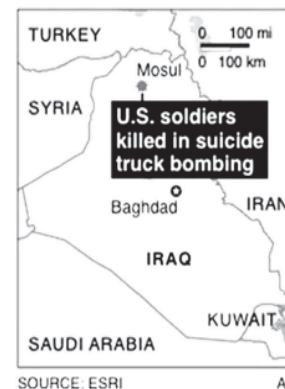 TURKEY
0 100 mi
0 100 km
Mosul
SYRIA
U.S. soldiers
killed in suicide
truck bombing
Baghdad
IRAN
IRAQ
KUWAIT
SAUDI ARABIA
SOURCE: ESRI
A